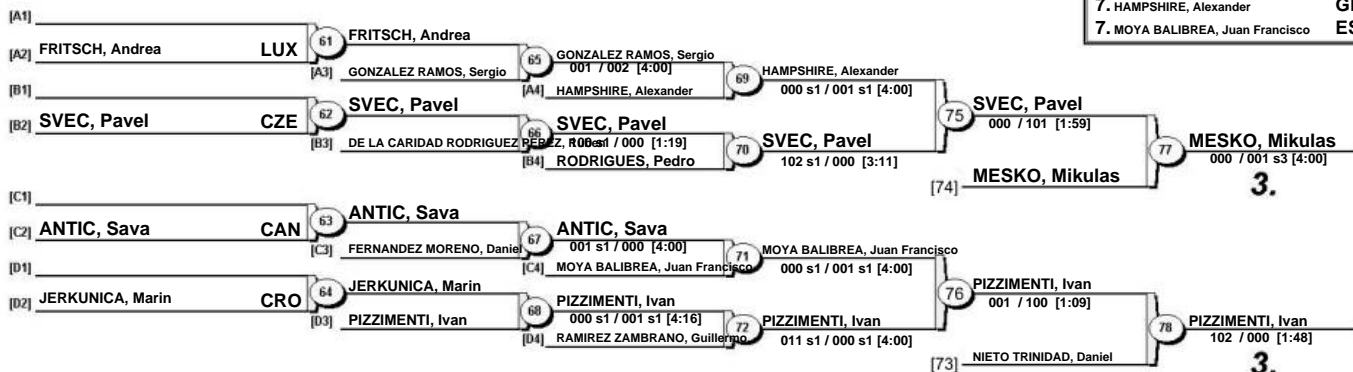 7. HAMPSHIRE, Alexander
7. MOYA BALIBREA, Juan Francisco ES
[A1]
[A2] FRITSCH, Andrea LUX
61
FRITSCH, Andrea
[A3] GONZALEZ RAMOS, Sergio
65
GONZALEZ RAMOS, Sergio
001 / 002 [4:00]
[A4] HAMPSHIRE, Alexander
69
HAMPSHIRE, Alexander
000 s1 / 001 s1 [4:00]
[B1]
[B2] SVEC, Pavel CZE
62
SVEC, Pavel
[B3] DE LA CARIDAD RODRIGUEZ PEREZ,
66
SVEC, Pavel
100 s1 / 000 [1:19]
[B4] RODRIGUES, Pedro
70
SVEC, Pavel
102 s1 / 000 [3:11]
75
SVEC, Pavel
000 / 101 [1:59]
[74] MESKO, Mikulas
77
MESKO, Mikulas
000 / 001 s3 [4:00]
3.
[C1]
[C2] ANTIC, Sava CAN
63
ANTIC, Sava
[C3] FERNANDEZ MORENO, Daniel
67
ANTIC, Sava
001 s1 / 000 [4:00]
[C4] MOYA BALIBREA, Juan Francisco
71
MOYA BALIBREA, Juan Francisco
000 s1 / 001 s1 [4:00]
[D1]
[D2] JERKUNICA, Marin CRO
64
JERKUNICA, Marin
[D3] PIZZIMENTI, Ivan
68
PIZZIMENTI, Ivan
000 s1 / 001 s1 [4:16]
[D4] RAMIREZ ZAMBRANO, Guillermo
72
PIZZIMENTI, Ivan
011 s1 / 000 s1 [4:00]
76
PIZZIMENTI, Ivan
001 / 100 [1:09]
[73] NIETO TRINIDAD, Daniel
78
PIZZIMENTI, Ivan
102 / 000 [1:48]
3.